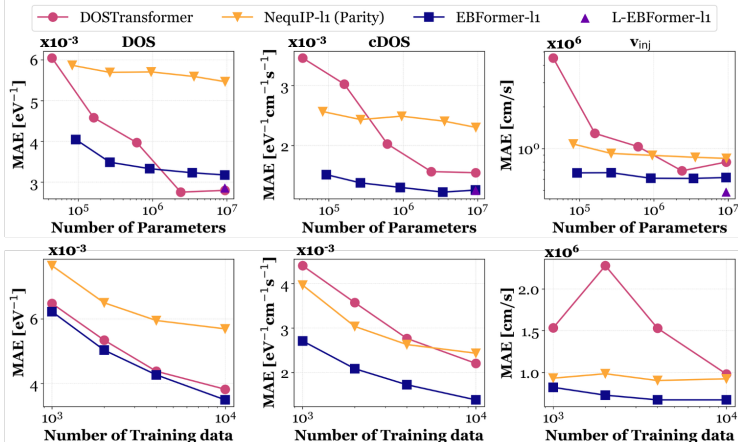 DOSTransformer NequIP-l1 (Parity) EBFormer-l1 L-EBFormer-l1
x10⁻³ DOS
MAE [eV⁻¹]
6
5
4
3
10⁵ 10⁶ 10⁷
Number of Parameters
x10⁻³ cDOS
MAE [eV⁻¹cm⁻¹s⁻¹]
3
2
10⁵ 10⁶ 10⁷
Number of Parameters
x10⁶ vinj
MAE [cm/s]
10⁰
10⁵ 10⁶ 10⁷
Number of Parameters
x10⁻³
MAE [eV⁻¹]
6
4
10³ 10⁴
Number of Training data
x10⁻³
MAE [eV⁻¹cm⁻¹s⁻¹]
4
3
2
10³ 10⁴
Number of Training data
x10⁶
MAE [cm/s]
2.0
1.5
1.0
10³ 10⁴
Number of Training data